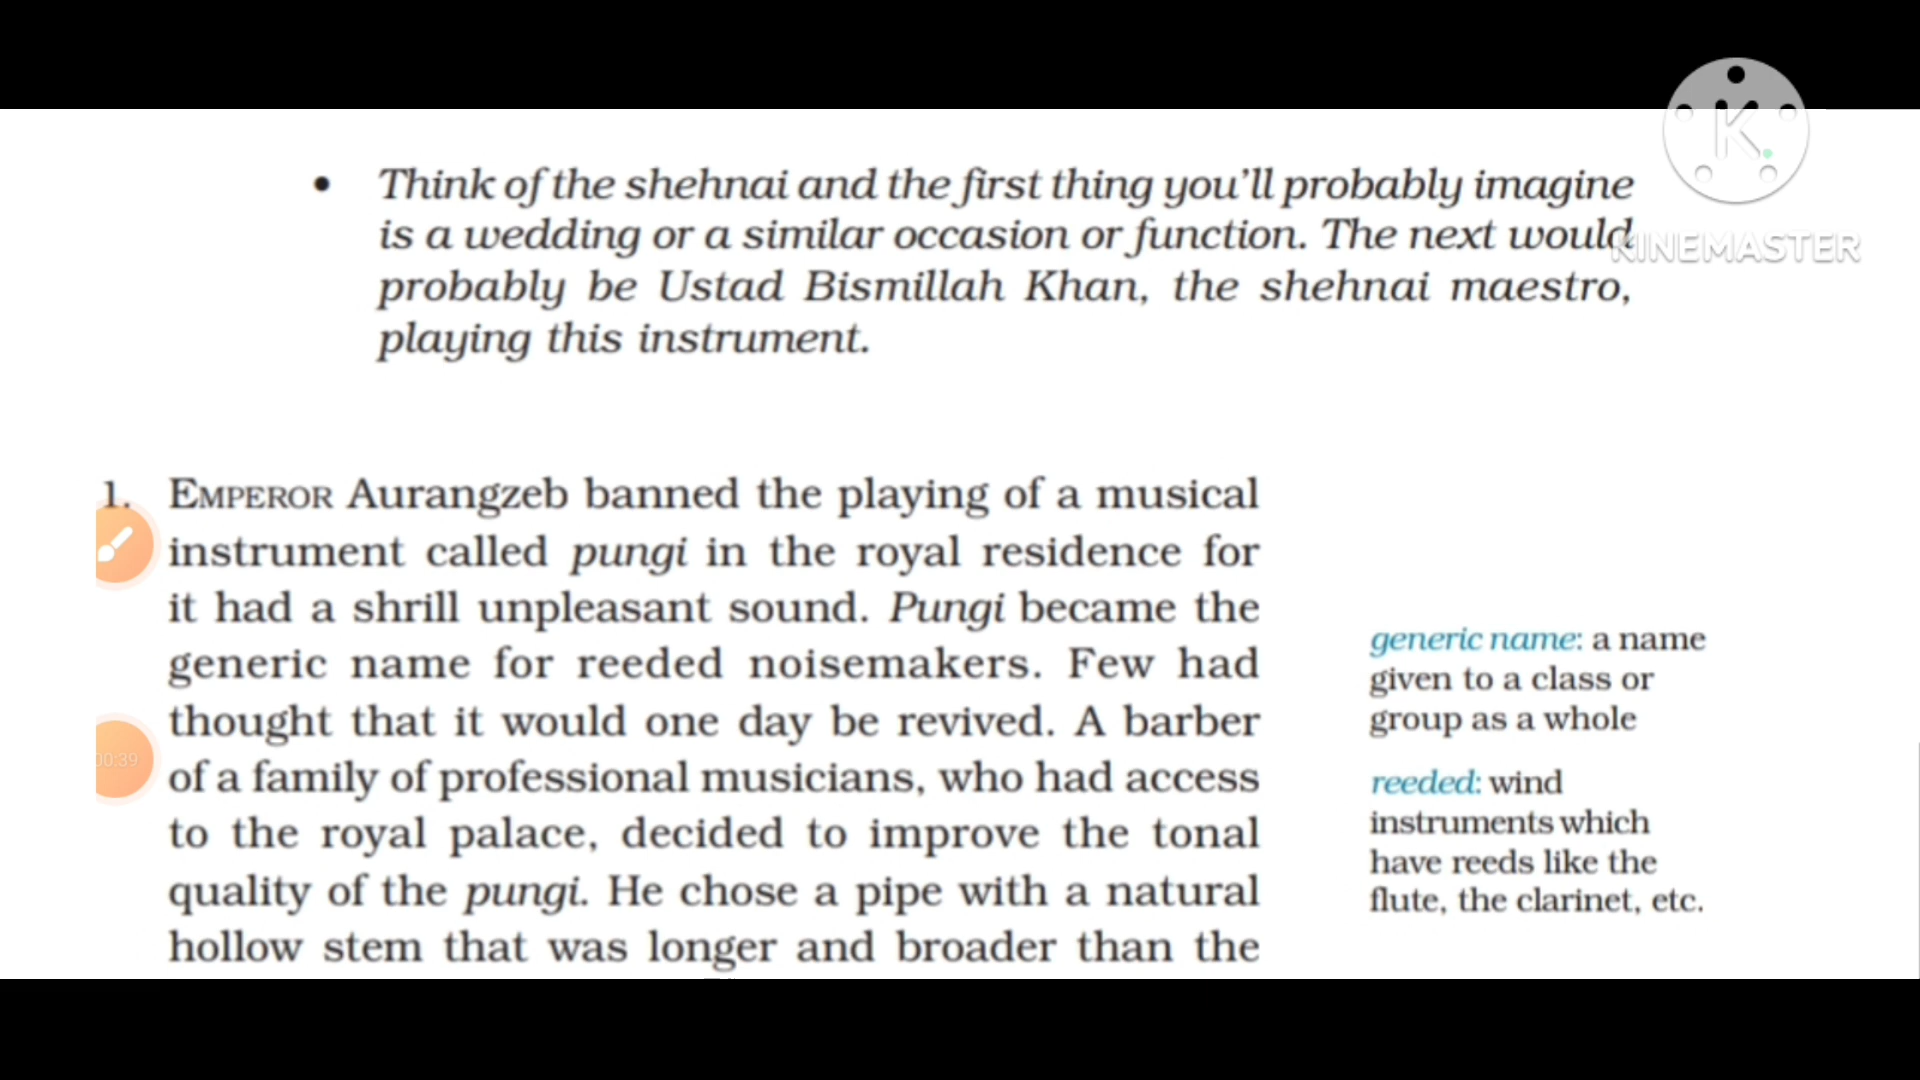 • Think of the shehnai and the first thing you'll probably imagine
is a wedding or a similar occasion or function. The next would
probably be Ustad Bismillah Khan, the shehnai maestro,
playing this instrument.
K
KINEMASTER
1. EMPEROR Aurangzeb banned the playing of a musical
instrument called pungi in the royal residence for
it had a shrill unpleasant sound. Pungi became the
generic name for reeded noisemakers. Few had
thought that it would one day be revived. A barber
of a family of professional musicians, who had access
to the royal palace, decided to improve the tonal
quality of the pungi. He chose a pipe with a natural
hollow stem that was longer and broader than the
generic name: a name
given to a class or
group as a whole
reeded: wind
instruments which
have reeds like the
flute, the clarinet, etc.
00:39